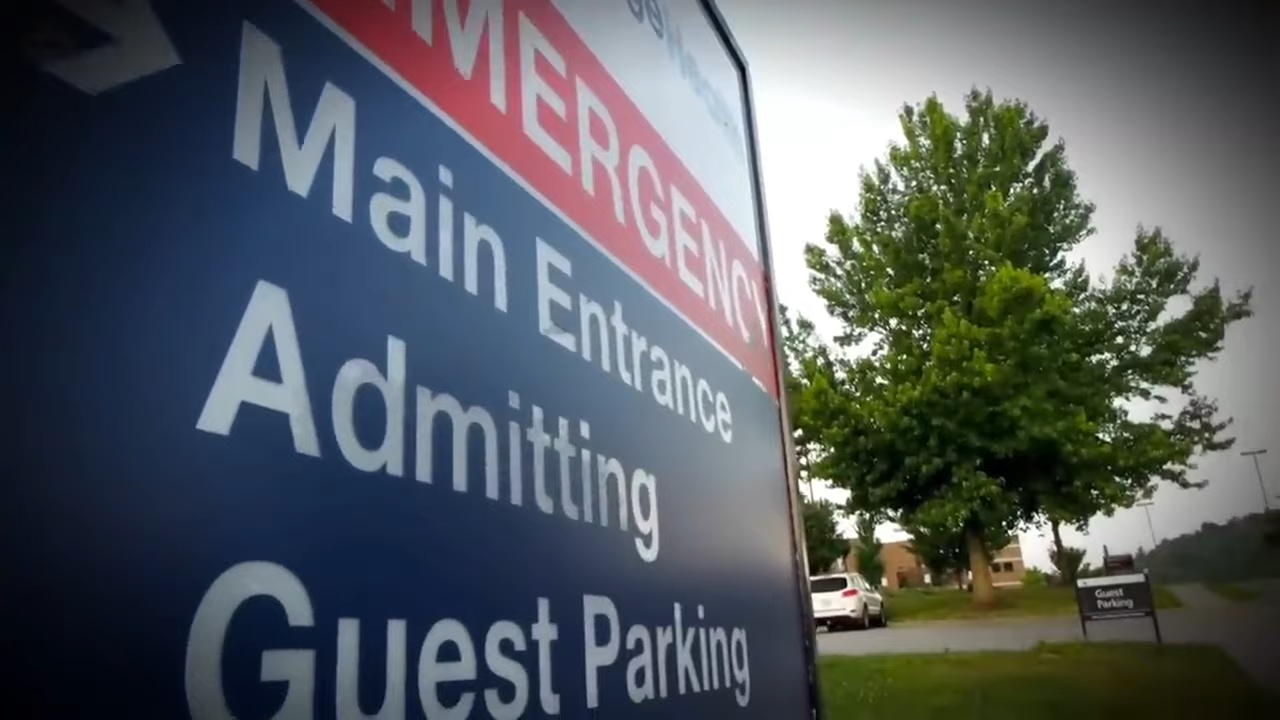 EMERGENCY
Main Entrance
Admitting
Guest Parking
Guest
Parking